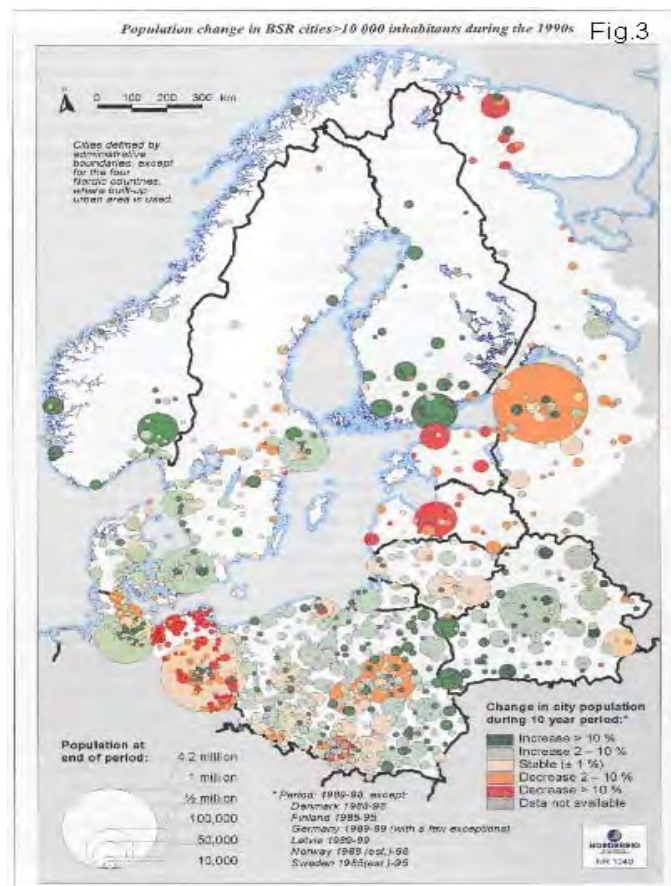 Population change in BSR cities>10 000 inhabitants during the 1990s
Fig.3
0 100 200 300 km
Cities defined by
administrative
boundaries, except
for the four
Nordic countries,
where built-up
urban area is used.
Population at
end of period:
4.2 million
1 million
½ million
100,000
50,000
10,000
* Period: 1989-98, except
Denmark 1988-98
Finland 1985-95
Germany 1989-99 (with a few exceptions)
Latvia 1989-99
Norway 1988 (est.)-98
Sweden 1985(est.)-95
Change in city population
during 10 year period:*
Increase > 10 %
Increase 2 – 10 %
Stable (± 1 %)
Decrease 2 – 10 %
Decrease > 10 %
Data not available
NORDREGIO